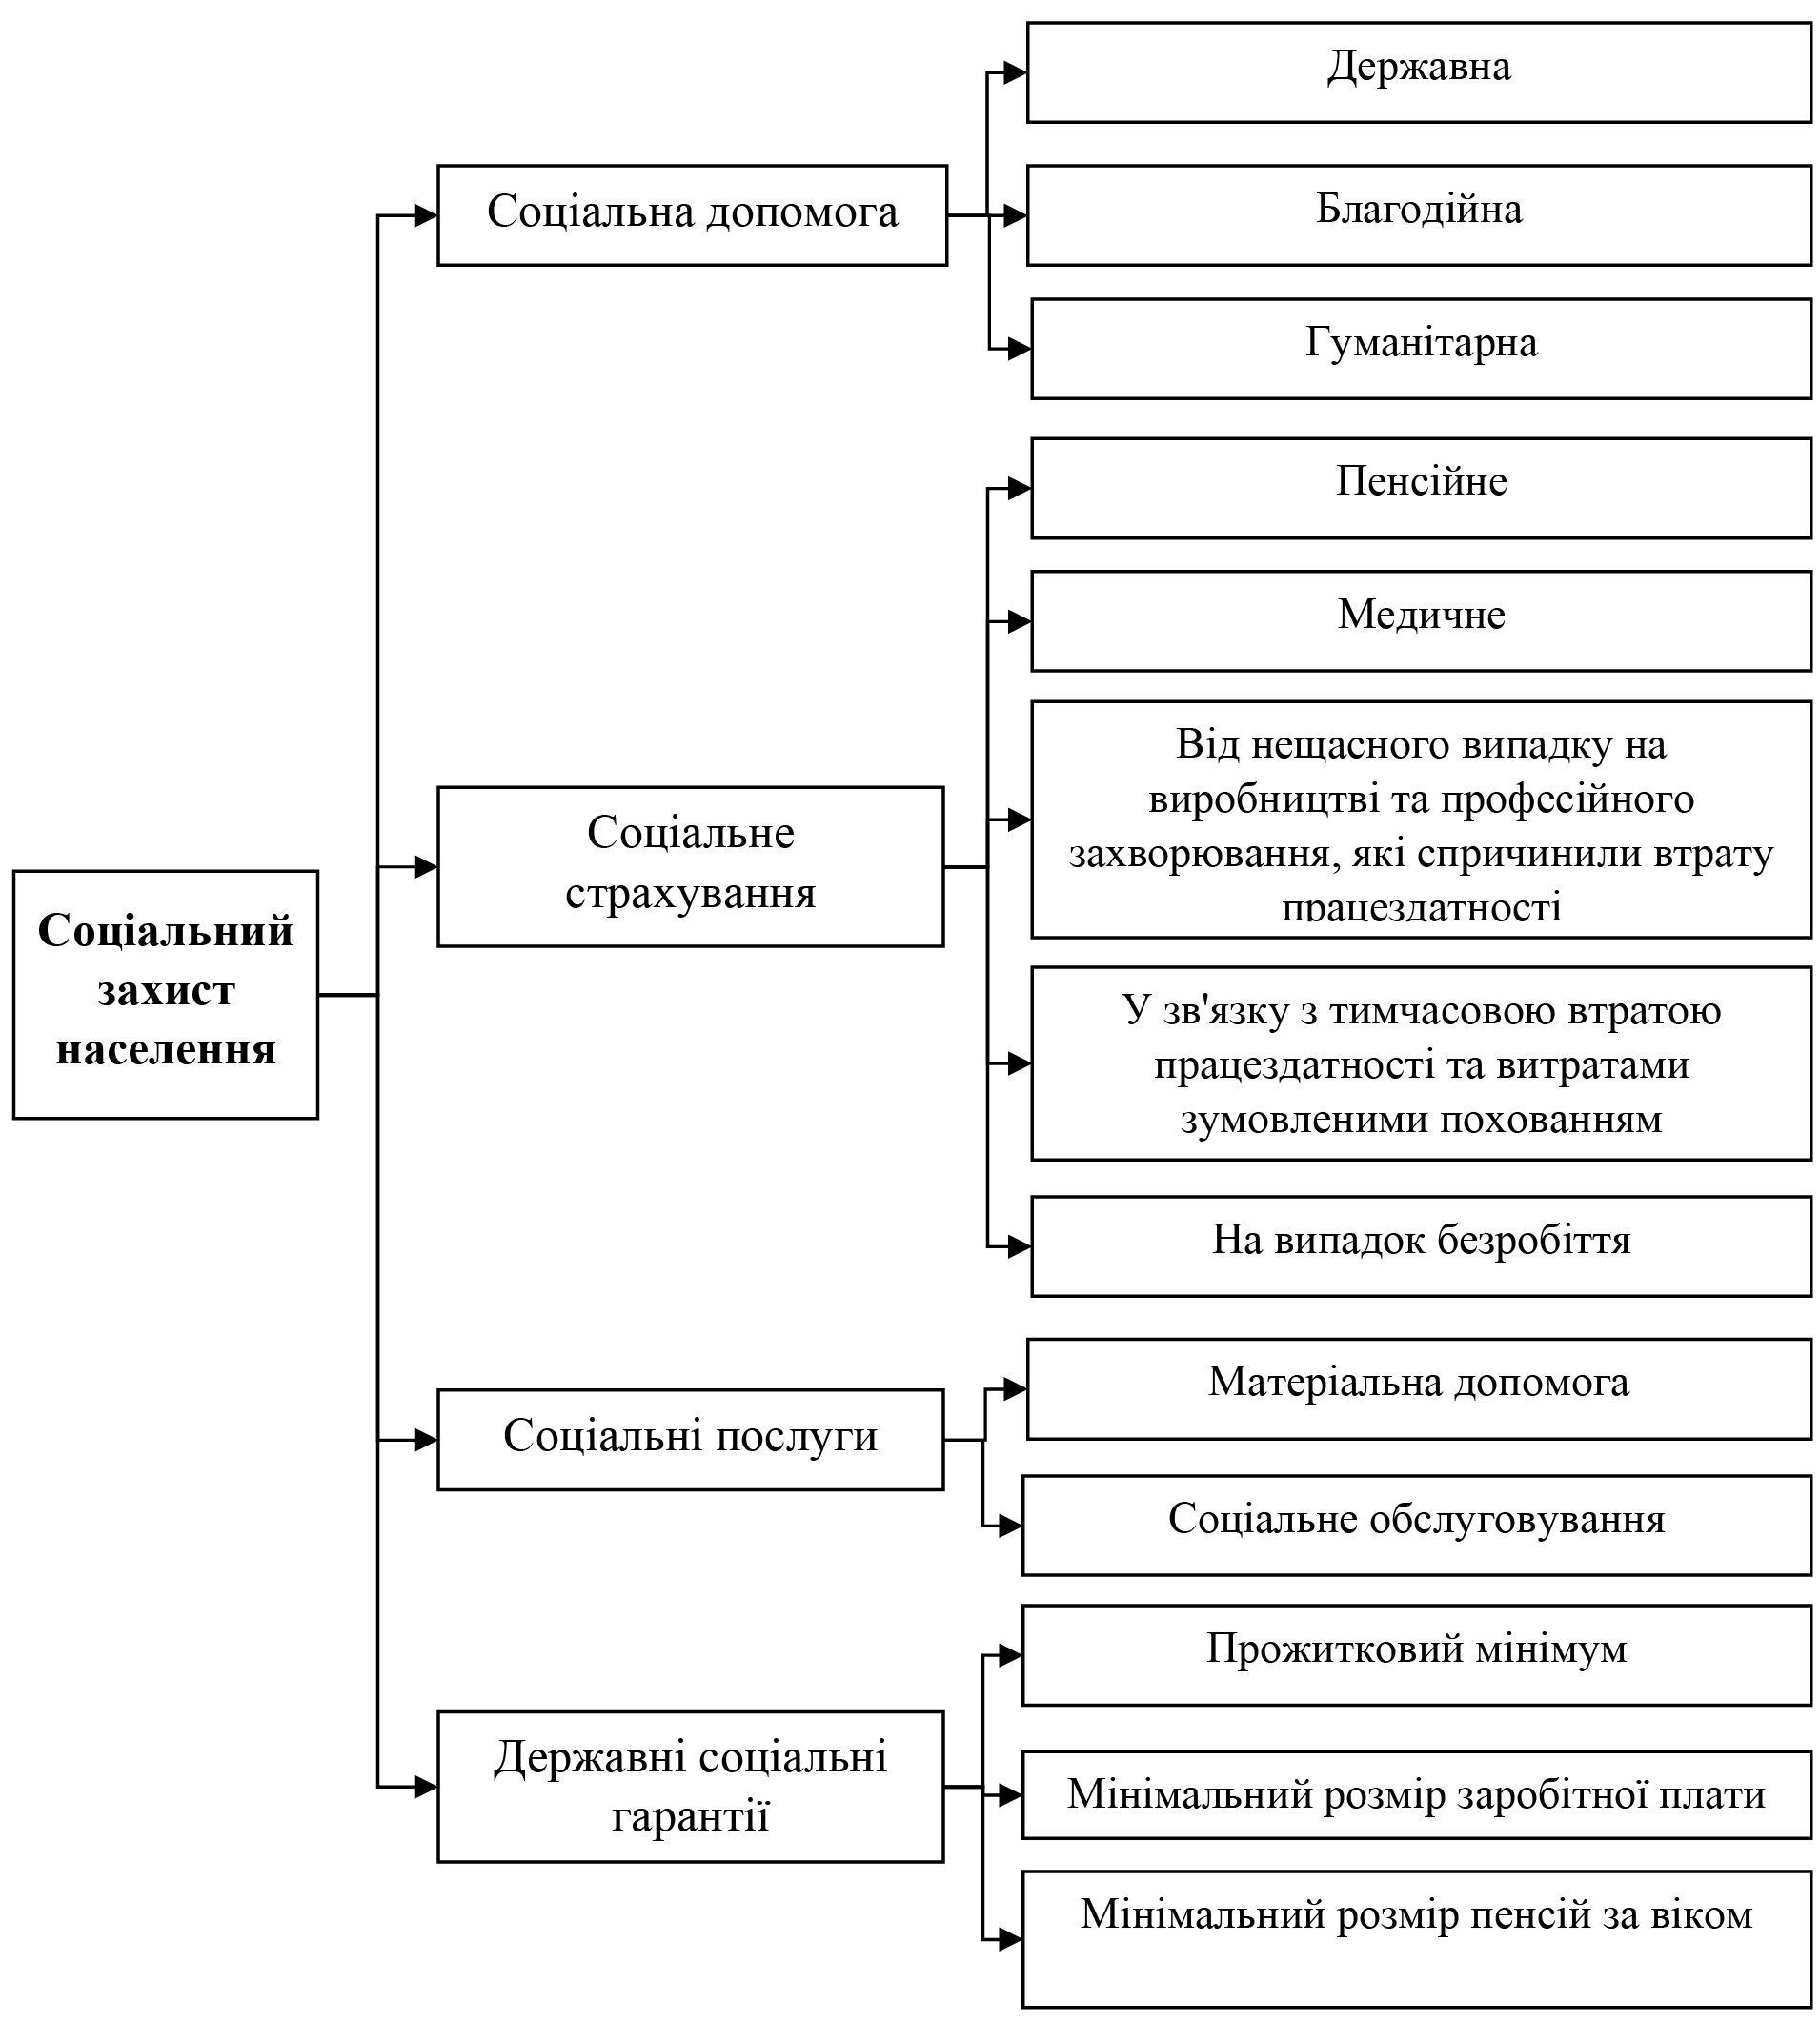 Соціальний
захист
населення
Соціальна допомога
Державна
Благодійна
Гуманітарна
Соціальне
страхування
Пенсійне
Медичне
Від нещасного випадку на
виробництві та професійного
захворювання, які спричинили втрату
працездатності
У зв'язку з тимчасовою втратою
працездатності та витратами
зумовленими похованням
На випадок безробіття
Соціальні послуги
Матеріальна допомога
Соціальне обслуговування
Державні соціальні
гарантії
Прожитковий мінімум
Мінімальний розмір заробітної плати
Мінімальний розмір пенсій за віком